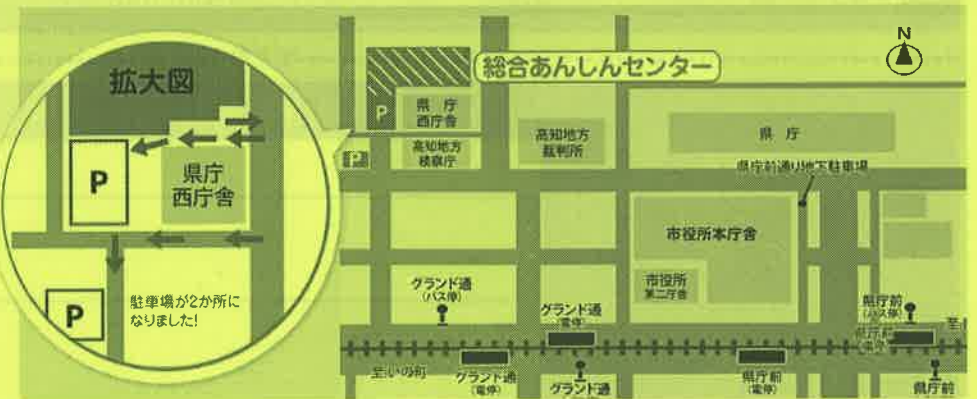 拡大図
P
県庁
西庁舎
P
駐車場が2か所に
なりました!
総合あんしんセンター
N
P
県 庁
西庁舎
高知地方
検察庁
P
高知地方
裁判所
県 庁
県庁前通り地下駐車場
市役所本庁舎
市役所
第二庁舎
グランド通
(バス停)
グランド通
(電停)
県庁前
(バス停)
県庁前
(電停)
至いの町
グランド通
(電停)
グランド通
県庁前
(電停)
県庁前